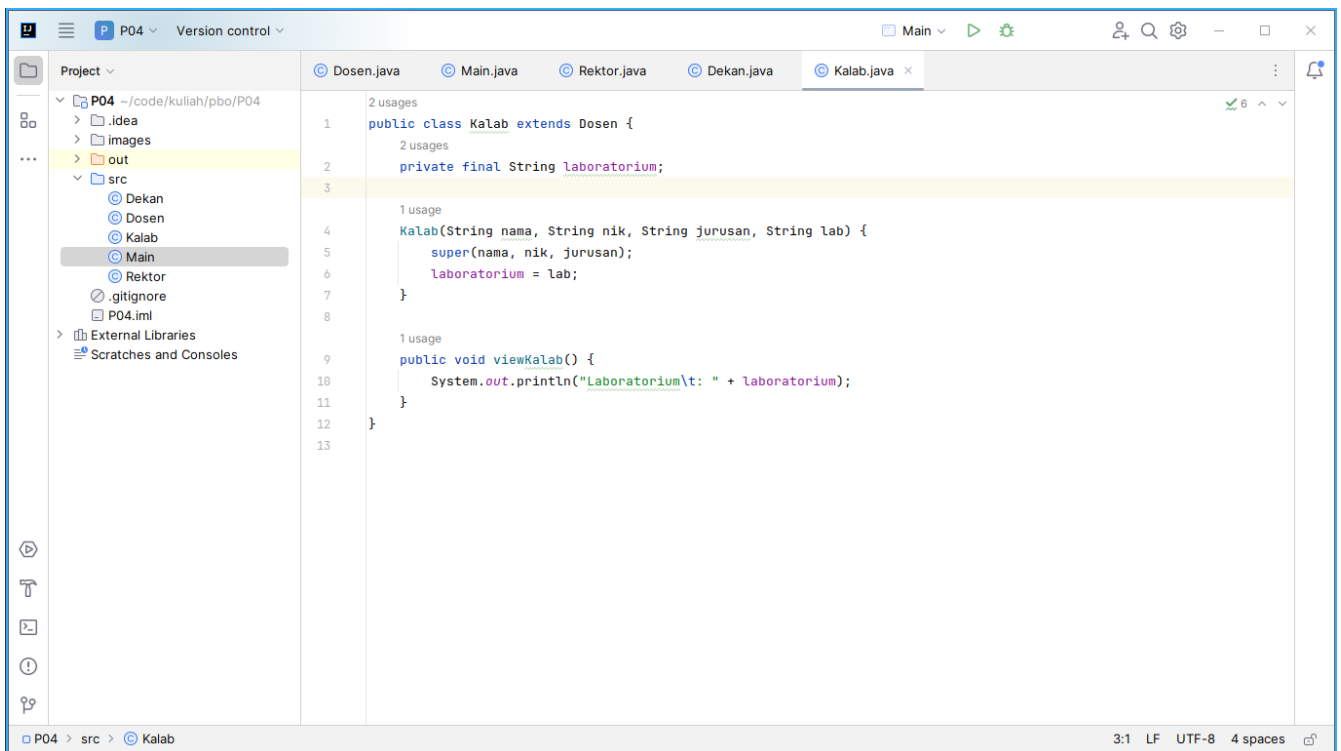 P P04 Version control Main
Project
Dosen.java Main.java Rektor.java Dekan.java Kalab.java
P04 ~/code/kuliah/pbo/P04
.idea
images
out
src
Dekan
Dosen
Kalab
Main
Rektor
.gitignore
P04.iml
External Libraries
Scratches and Consoles
6
2 usages
1 public class Kalab extends Dosen {
2 usages
2 private final String laboratorium;
3
1 usage
4 Kalab(String nama, String nik, String jurusan, String lab) {
5 super(nama, nik, jurusan);
6 laboratorium = lab;
7 }
8
1 usage
9 public void viewKalab() {
10 System.out.println("Laboratorium\t: " + laboratorium);
11 }
12 }
13
P04 > src > Kalab 3:1 LF UTF-8 4 spaces